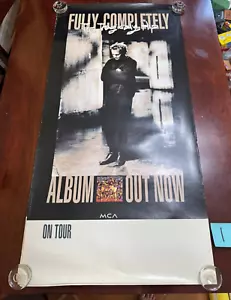 FULLY COMPLETELY
ALBUM OUT NOW
MCA
ON TOUR